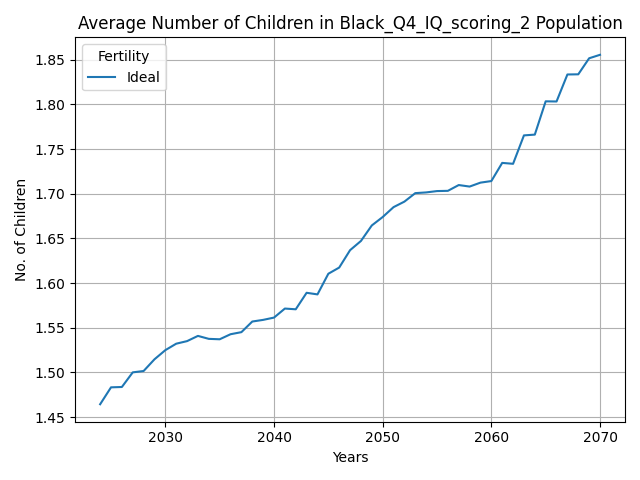 Average Number of Children in Black_Q4_IQ_scoring_2 Population
Fertility
Ideal
No. of Children
1.85
1.80
1.75
1.70
1.65
1.60
1.55
1.50
1.45
2030 2040 2050 2060 2070
Years